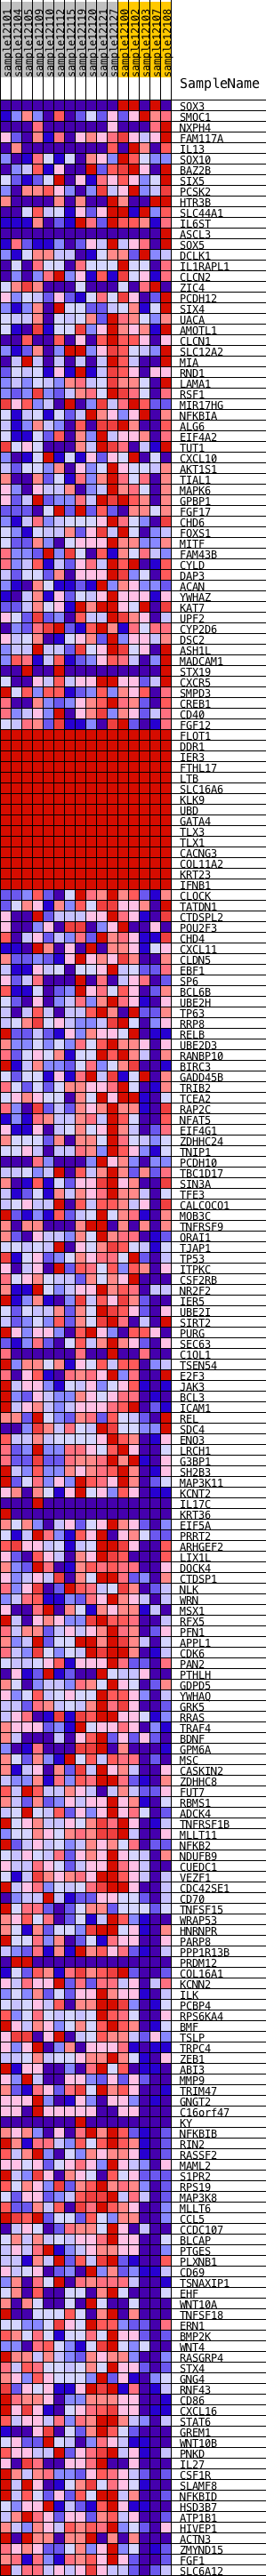 sample12101
sample12104
sample12105
sample12109
sample12110
sample12112
sample12115
sample12119
sample12120
sample12122
sample12100
sample12102
sample12103
sample12107
sample12108
SampleName
SOX3
SMOC1
NXPH4
FAM117A
IL13
SOX10
BAZ2B
SIX5
PCSK2
HTR3B
SLC44A1
IL6ST
ASCL3
SOX5
DCLK1
IL1RAPL1
CLCN2
ZIC4
PCDH12
SIX4
UACA
AMOTL1
CLCN1
SLC12A2
MIA
RND1
LAMA1
RSF1
MIR17HG
NFKBIA
ALG6
EIF4A2
TUT1
CXCL10
AKT1S1
TIAL1
MAPK6
GPBP1
FGF17
CHD6
FOXS1
MITF
FAM43B
CYLD
DAP3
ACAN
YWHAZ
KAT7
UPF2
CYP2D6
DSC2
ASH1L
MADCAM1
STX19
CXCR5
SMPD3
CREB1
CD40
FGF12
FLOT1
DDR1
IER3
FTHL17
LTB
SLC16A6
KLK9
UBD
GATA4
TLX3
TLX1
CACNG3
COL11A2
KRT23
IFNB1
CLOCK
TATDN1
CTDSPL2
POU2F3
CHD4
CXCL11
CLDN5
EBF1
SP6
BCL6B
UBE2H
TP63
RRP8
RELB
UBE2D3
RANBP10
BIRC3
GADD45B
TRIB2
TCEA2
RAP2C
NFAT5
EIF4G1
ZDHHC24
TNIP1
PCDH10
TBC1D17
SIN3A
TFE3
CALCOCO1
MOB3C
TNFRSF9
ORAI1
TJAP1
TP53
ITPKC
CSF2RB
NR2F2
IER5
UBE2I
SIRT2
PURG
SEC63
C1QL1
TSEN54
E2F3
JAK3
BCL3
ICAM1
REL
SDC4
ENO3
LRCH1
G3BP1
SH2B3
MAP3K11
KCNT2
IL17C
KRT36
EIF5A
PRRT2
ARHGEF2
LIX1L
DOCK4
CTDSP1
NLK
WRN
MSX1
RFX5
PFN1
APPL1
CDK6
PAN2
PTHLH
GDPD5
YWHAQ
GRK5
RRAS
TRAF4
BDNF
GPM6A
MSC
CASKIN2
ZDHHC8
FUT7
RBMS1
ADCK4
TNFRSF1B
MLLT11
NFKB2
NDUFB9
CUEDC1
VEZF1
CDC42SE1
CD70
TNFSF15
WRAP53
HNRNPR
PARP8
PPP1R13B
PRDM12
COL16A1
KCNN2
ILK
PCBP4
RPS6KA4
BMF
TSLP
TRPC4
ZEB1
ABI3
MMP9
TRIM47
GNGT2
C16orf47
KY
NFKBIB
RIN2
RASSF2
MAML2
S1PR2
RPS19
MAP3K8
MLLT6
CCL5
CCDC107
BLCAP
PTGES
PLXNB1
CD69
TSNAXIP1
EHF
WNT10A
TNFSF18
ERN1
BMP2K
WNT4
RASGRP4
STX4
GNG4
RNF43
CD86
CXCL16
STAT6
GREM1
WNT10B
PNKD
IL27
CSF1R
SLAMF8
NFKBID
HSD3B7
ATP1B1
HIVEP1
ACTN3
ZMYND15
FGF1
SLC6A12